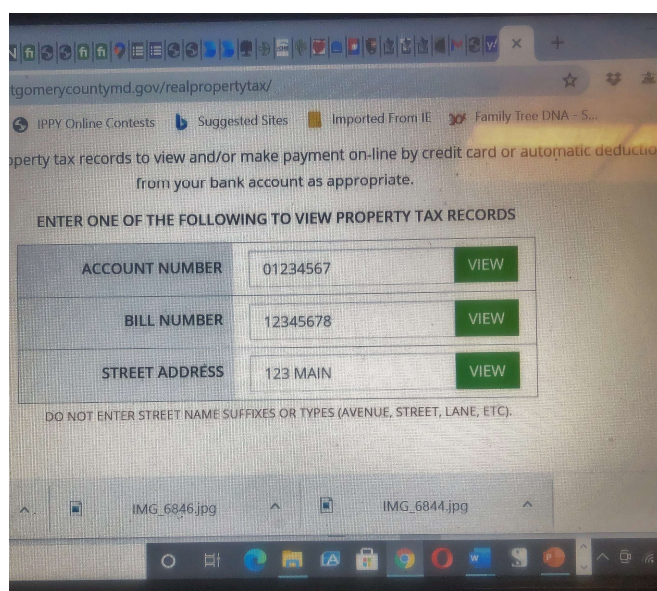 tgomerycountymd.gov/realpropertytax/
IPPY Online Contests Suggested Sites Imported From IE Family Tree DNA - S...
operty tax records to view and/or make payment on-line by credit card or automatic deductio
from your bank account as appropriate.
ENTER ONE OF THE FOLLOWING TO VIEW PROPERTY TAX RECORDS
ACCOUNT NUMBER 01234567 VIEW
BILL NUMBER 12345678 VIEW
STREET ADDRESS 123 MAIN VIEW
DO NOT ENTER STREET NAME SUFFIXES OR TYPES (AVENUE, STREET, LANE, ETC).
IMG_6846.jpg IMG_6844.jpg